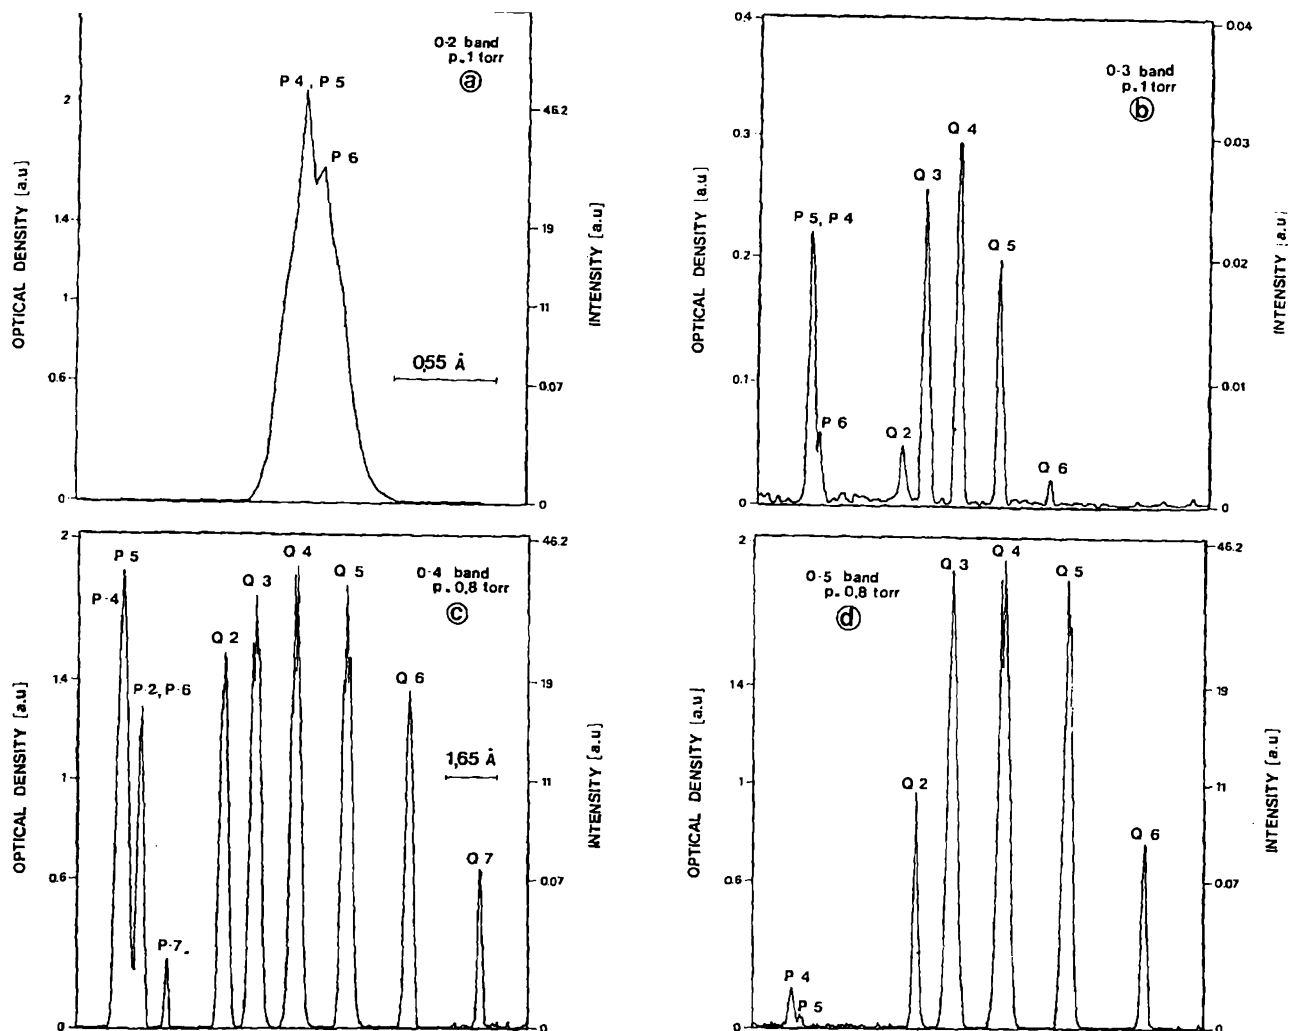 0-2 band
p. 1 torr
a
P 4, P 5
P 6
0,55 Å
OPTICAL DENSITY [a.u]
2
1.4
1
0.6
0
INTENSITY [a.u]
46.2
19
11
0.07
0
0-3 band
p. 1 torr
b
P 5, P 4
P 6
Q 2
Q 3
Q 4
Q 5
Q 6
OPTICAL DENSITY [a.u]
0.4
0.3
0.2
0.1
0
INTENSITY [a.u]
0.04
0.03
0.02
0.01
0
0-4 band
p. 0,8 torr
c
P 5
P-4
P-2, P-6
P-7
Q 2
Q 3
Q 4
Q 5
Q 6
Q 7
1,65 Å
OPTICAL DENSITY [a.u]
2
1.4
1
0.6
0
INTENSITY [a.u]
46.2
19
11
0.07
0
0-5 band
p. 0,8 torr
d
P 4
P 5
Q 2
Q 3
Q 4
Q 5
Q 6
OPTICAL DENSITY [a.u]
2
1.4
1
0.6
0
INTENSITY [a.u]
46.2
19
11
0.07
0